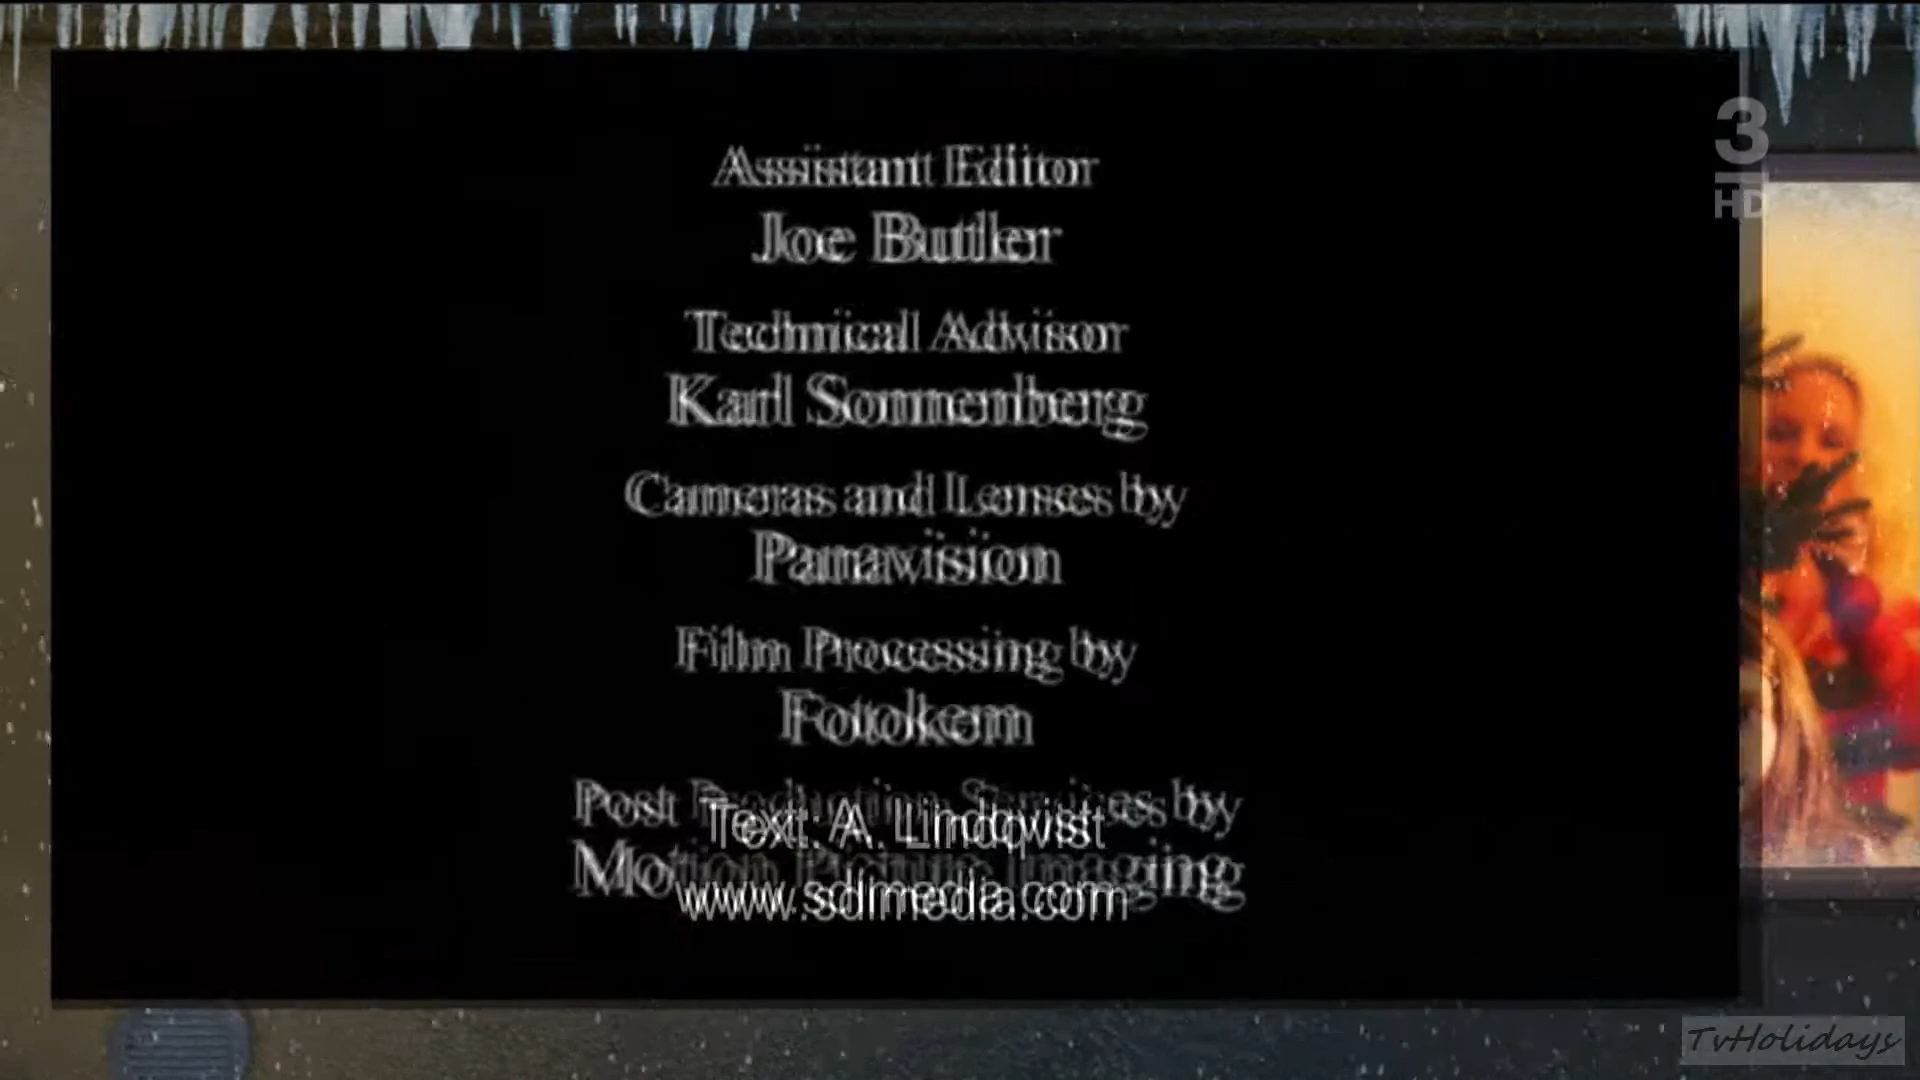 3
HD
Assistant Editor
Joe Butler
Technical Advisor
Karl Sonnenberg
Cameras and Lenses by
Panavision
Film Processing by
Fotokem
Post Production Services by
Text: A. Lindqvist
Motion Picture Imaging
www.sdimedia.com
TvHolidays